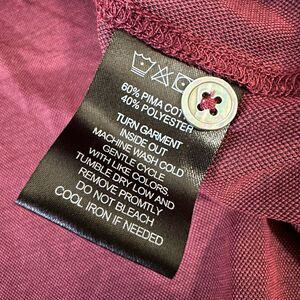 60% PIMA COT
40% POLYESTER
TURN GARMENT
INSIDE OUT
MACHINE WASH COLD
GENTLE CYCLE
WITH LIKE COLORS
TUMBLE DRY LOW AND
REMOVE PROMTLY
DO NOT BLEACH
COOL IRON IF NEEDED